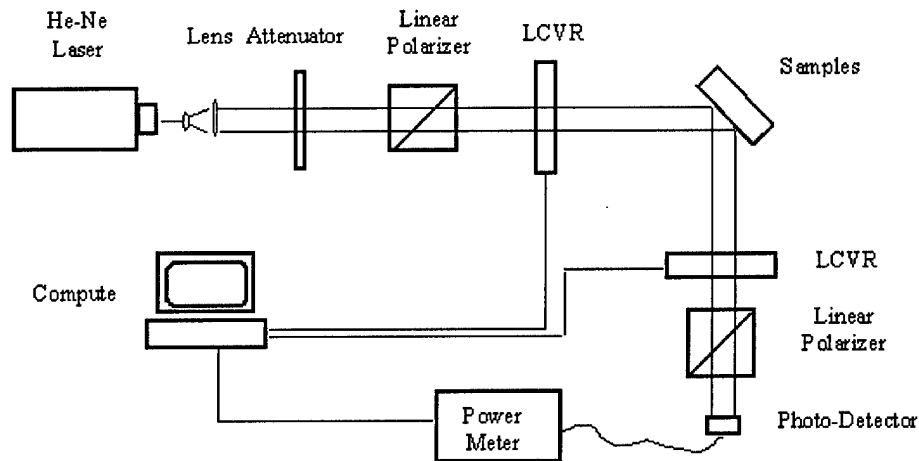 He-Ne
Laser
Lens Attenuator
Linear
Polarizer
LCVR
Samples
LCVR
Compute
Linear
Polarizer
Power
Meter
Photo-Detector